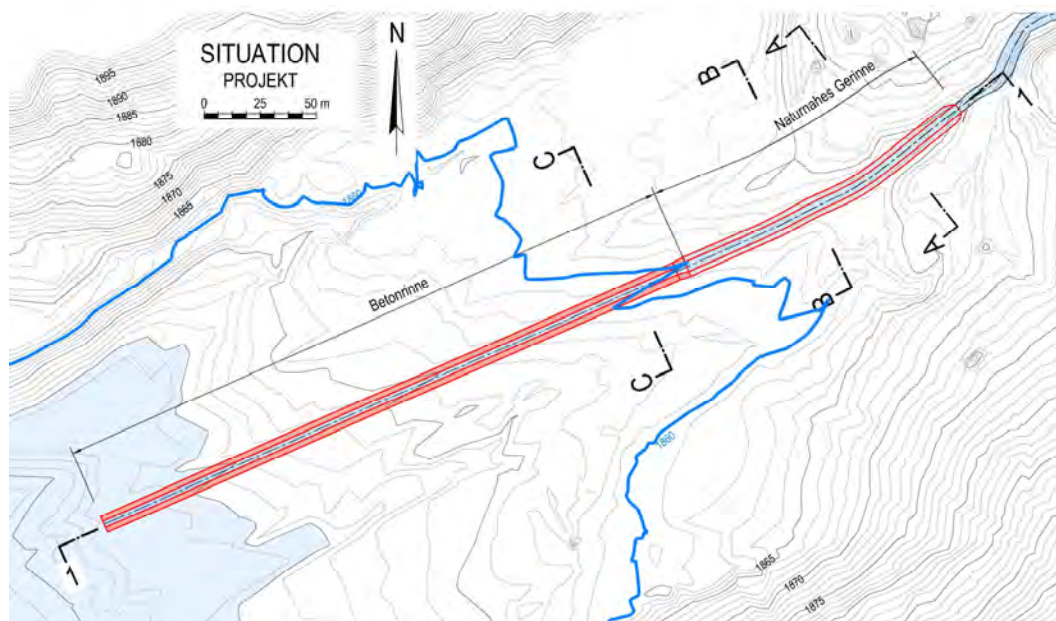 SITUATION
PROJEKT
0 25 50 m
N
1895
1890
1885
1880
1875
1870
1865
1860
A
B
Naturnahes Gerinne
1
C
Betonrinne
A
B
C
1860
1
1865
1870
1875